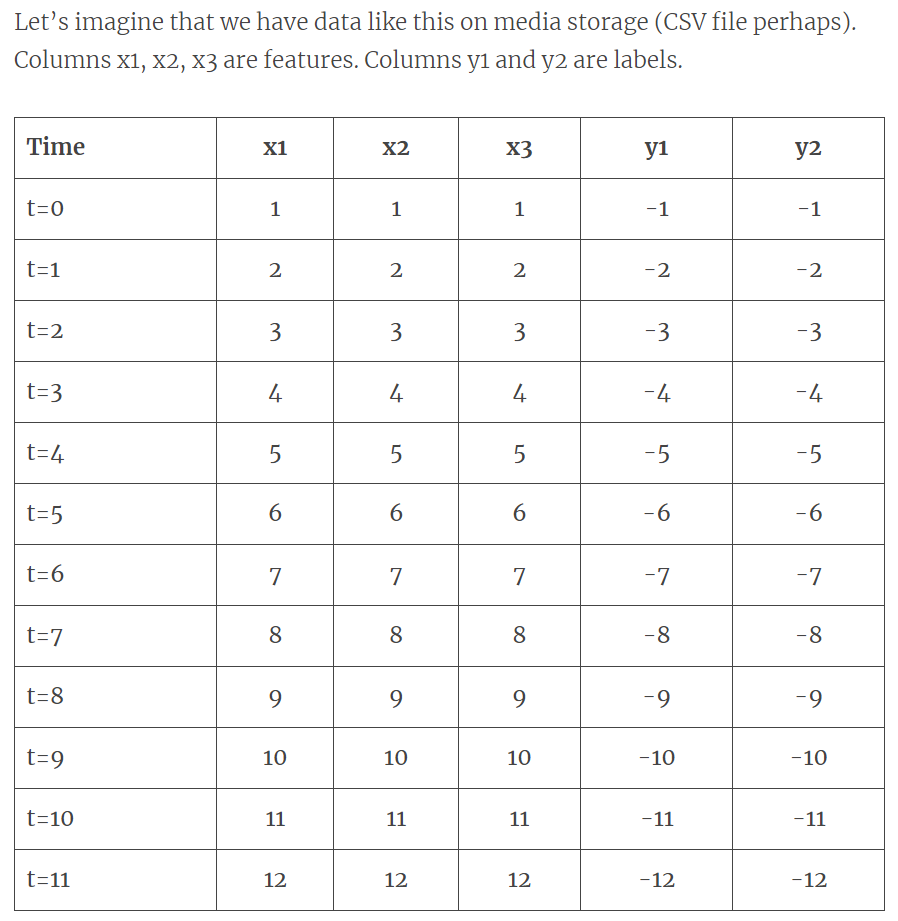 Let’s imagine that we have data like this on media storage (CSV file perhaps).
Columns x1, x2, x3 are features. Columns y1 and y2 are labels.
Time x1 x2 x3 y1 y2
t=0 1 1 1 -1 -1
t=1 2 2 2 -2 -2
t=2 3 3 3 -3 -3
t=3 4 4 4 -4 -4
t=4 5 5 5 -5 -5
t=5 6 6 6 -6 -6
t=6 7 7 7 -7 -7
t=7 8 8 8 -8 -8
t=8 9 9 9 -9 -9
t=9 10 10 10 -10 -10
t=10 11 11 11 -11 -11
t=11 12 12 12 -12 -12